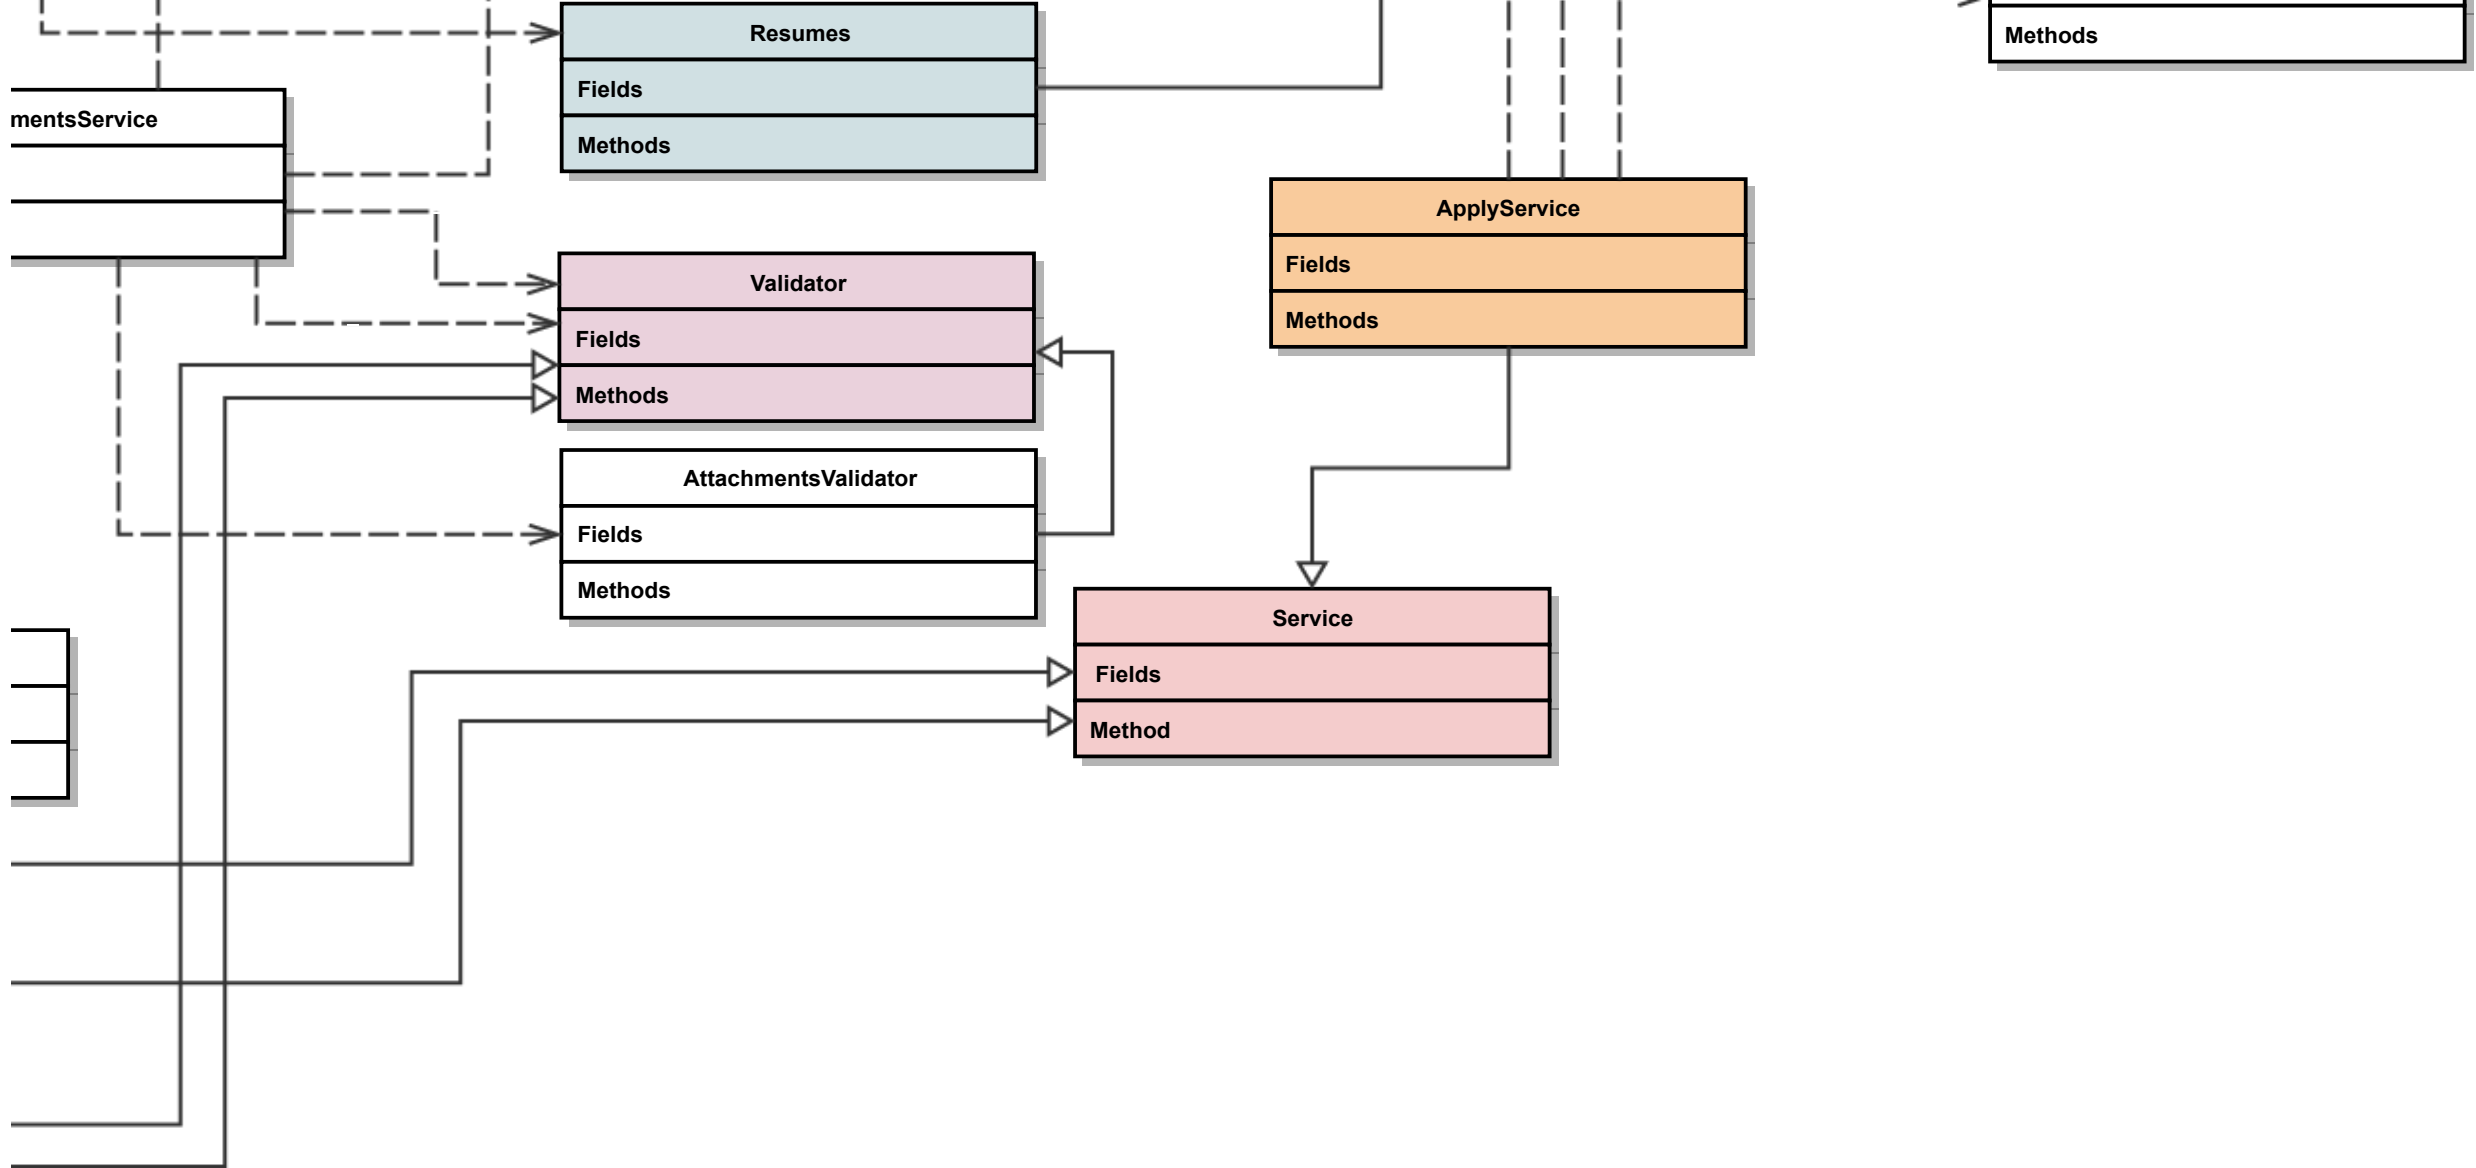 Resumes
Fields
Methods
Methods
mentsService
ApplyService
Fields
Methods
Validator
Fields
Methods
AttachmentsValidator
Fields
Methods
Service
Fields
Method